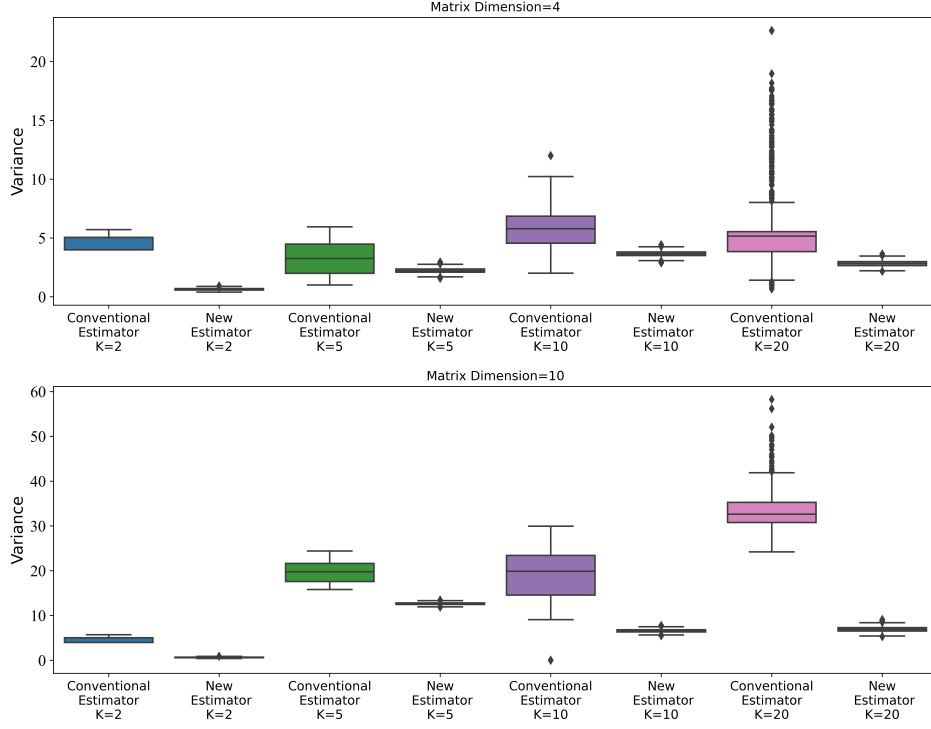 Matrix Dimension=4
Variance
20
15
10
5
0
Conventional Estimator K=2
New Estimator K=2
Conventional Estimator K=5
New Estimator K=5
Conventional Estimator K=10
New Estimator K=10
Conventional Estimator K=20
New Estimator K=20
Matrix Dimension=10
Variance
60
50
40
30
20
10
0
Conventional Estimator K=2
New Estimator K=2
Conventional Estimator K=5
New Estimator K=5
Conventional Estimator K=10
New Estimator K=10
Conventional Estimator K=20
New Estimator K=20